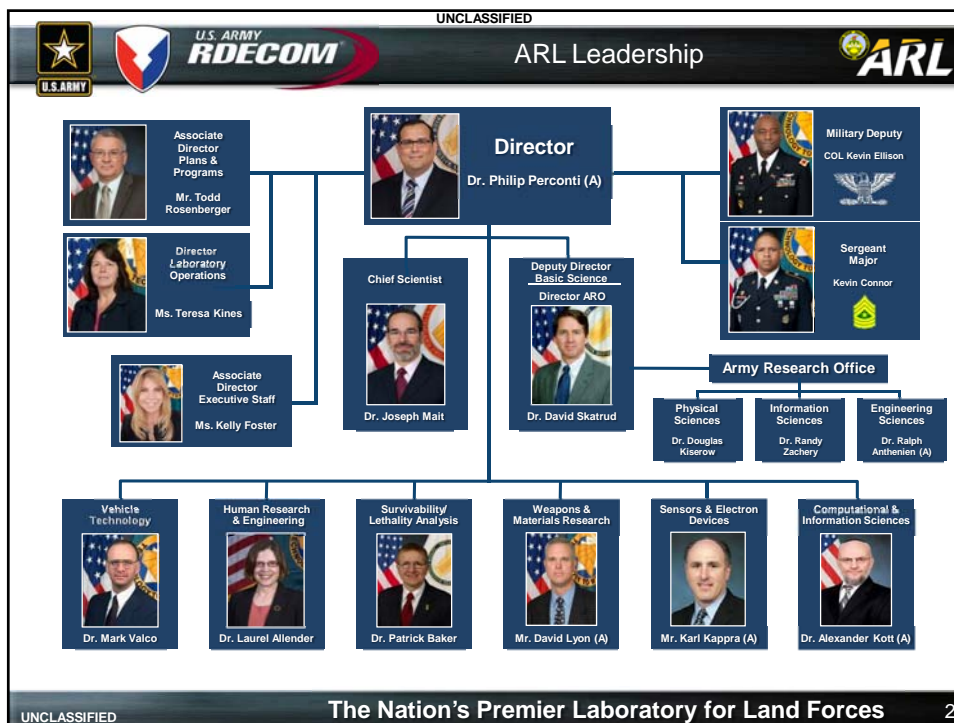 UNCLASSIFIED
U.S. ARMY
RDECOM®
ARL Leadership
ARL
U.S.ARMY
Associate
Director
Plans &
Programs
Mr. Todd
Rosenberger
Director
Dr. Philip Perconti (A)
Military Deputy
COL Kevin Ellison
Director
Laboratory
Operations
Ms. Teresa Kines
Sergeant
Major
Kevin Connor
Chief Scientist
Dr. Joseph Mait
Deputy Director
Basic Science
Director ARO
Dr. David Skatrud
Associate
Director
Executive Staff
Ms. Kelly Foster
Army Research Office
Physical
Sciences
Dr. Douglas
Kiserow
Information
Sciences
Dr. Randy
Zachery
Engineering
Sciences
Dr. Ralph
Anthenien (A)
Vehicle
Technology
Dr. Mark Valco
Human Research
& Engineering
Dr. Laurel Allender
Survivability/
Lethality Analysis
Dr. Patrick Baker
Weapons &
Materials Research
Mr. David Lyon (A)
Sensors & Electron
Devices
Mr. Karl Kappra (A)
Computational &
Information Sciences
Dr. Alexander Kott (A)
UNCLASSIFIED
The Nation's Premier Laboratory for Land Forces
2